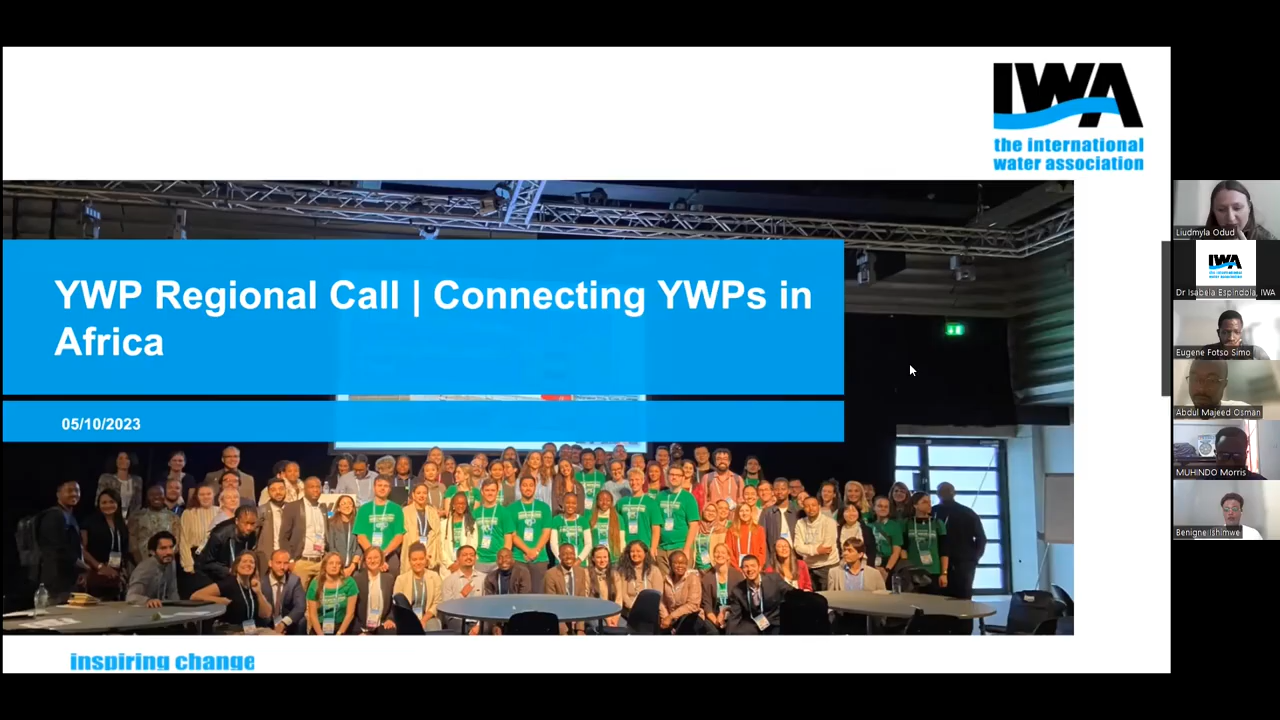 IWA
the international
water association
YWP Regional Call | Connecting YWPs in
Africa
05/10/2023
inspiring change
Liudmyla Odud
IWA
Dr Isabela Espindola, IWA
Eugene Fotso Simo
Abdul Majeed Osman
MUHINDO Morris
Benigne Ishimwe